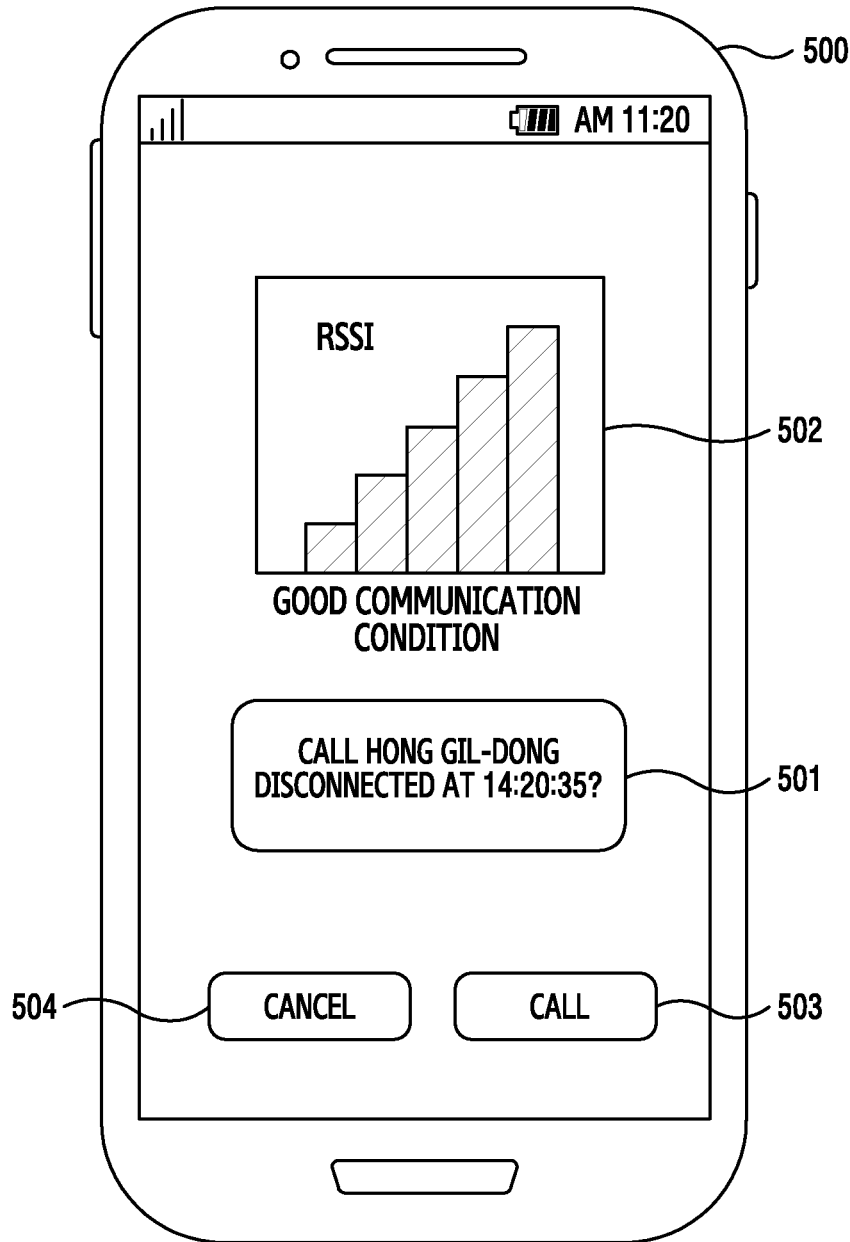 500
AM 11:20
RSSI
502
GOOD COMMUNICATION
CONDITION
CALL HONG GIL-DONG
DISCONNECTED AT 14:20:35?
501
504
CANCEL
CALL
503